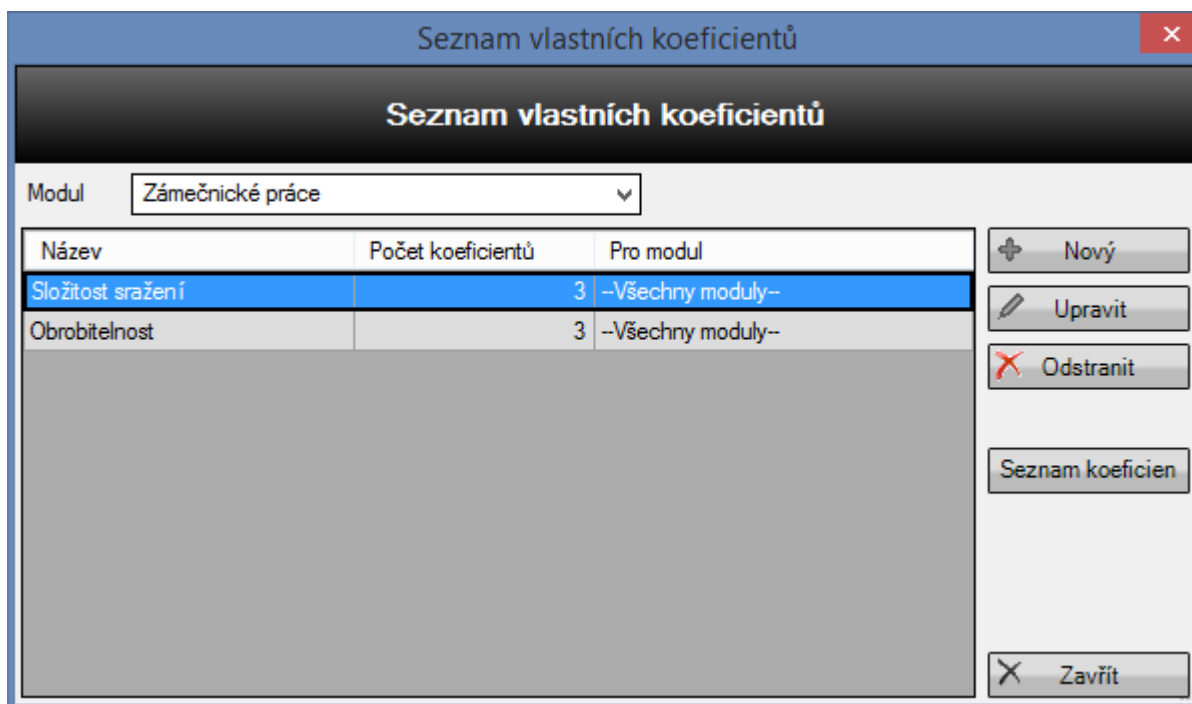 Seznam vlastních koeficientů
Seznam vlastních koeficientů
Modul Zámečnické práce
Název Počet koeficientů Pro modul
Složitost sražení 3 --Všechny moduly--
Obrobitelnost 3 --Všechny moduly--
Nový
Upravit
Odstranit
Seznam koeficien
Zavřít